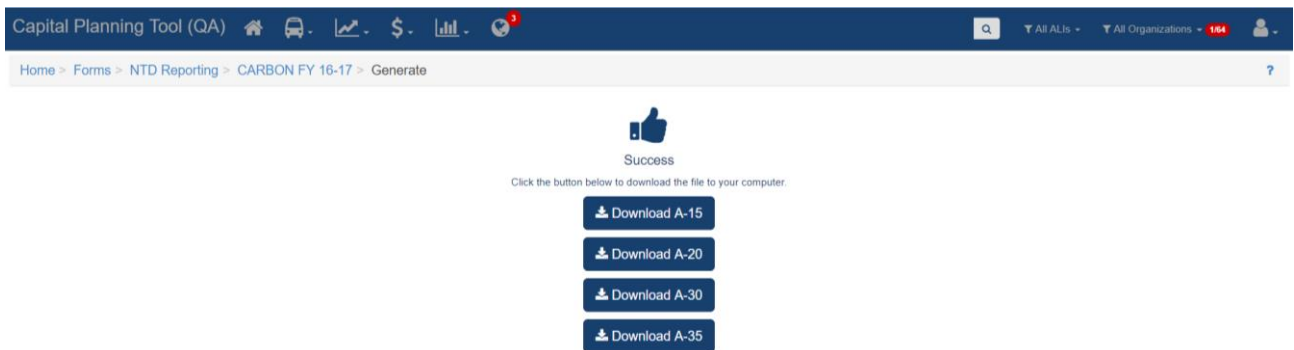 Capital Planning Tool (QA) $ 3 All ALIs All Organizations 1/64
Home > Forms > NTD Reporting > CARBON FY 16-17 > Generate ?
Success
Click the button below to download the file to your computer.
Download A-15
Download A-20
Download A-30
Download A-35